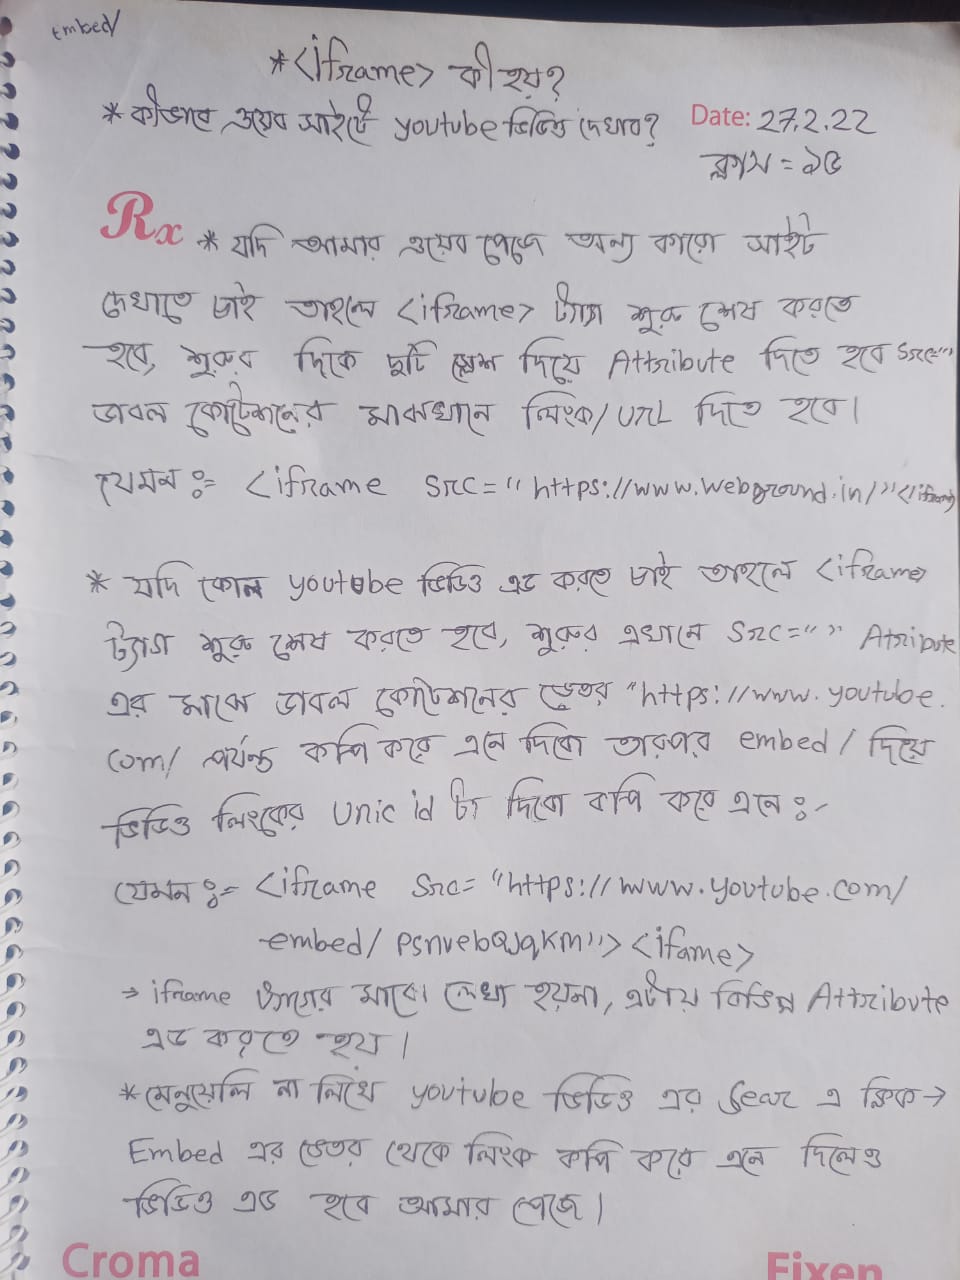 embed/
*<iframe> কী হয়?
* কীভাবে ওয়েব সাইটে youtube ভিডিও দেখাব? Date: 27.2.22
ক্লাস = ১৫
Rx * যদি আমার ওয়েব পেজে অন্য কারো সাইট
দেখাতে চাই তাহলে <iframe> ট্যাগ শুরু শেষ করতে
হবে, শুরুর দিকে দুটি স্পেশ দিয়ে Attribute দিতে হবে src=""
ডাবল কোটেশনের মাঝখানে লিংক/URL দিতে হবে।
যেমন :- <iframe src="https://www.webground.in/"</iframe>
* যদি কোন youtube ভিডিও এড করতে চাই তাহলে <iframe>
ট্যাগ শুরু শেষ করতে হবে, শুরুর এখানে src="" Atribute
এর মাঝে ডাবল কোটেশনের ভেতর "https://www.youtube.
com/ পর্যন্ত কপি করে এনে দিবো তারপর embed/ দিয়ে
ভিডিও লিংকের unic id টা দিবো কপি করে এনে :-
যেমন :- <iframe src="https://www.youtube.com/
embed/psnvebQJqkm"><ifame>
→ iframe ট্যাগের মাঝে লেখা হয়না, এটায় বিভিন্ন Attribute
এড করতে হয়।
* মেনুয়েলি না লিখে youtube ভিডিও এর Sear এ ক্লিক →
Embed এর ভেতর থেকে লিংক কপি করে এনে দিলেও
ভিডিও এড হবে আমার পেজে।
Croma Fixen